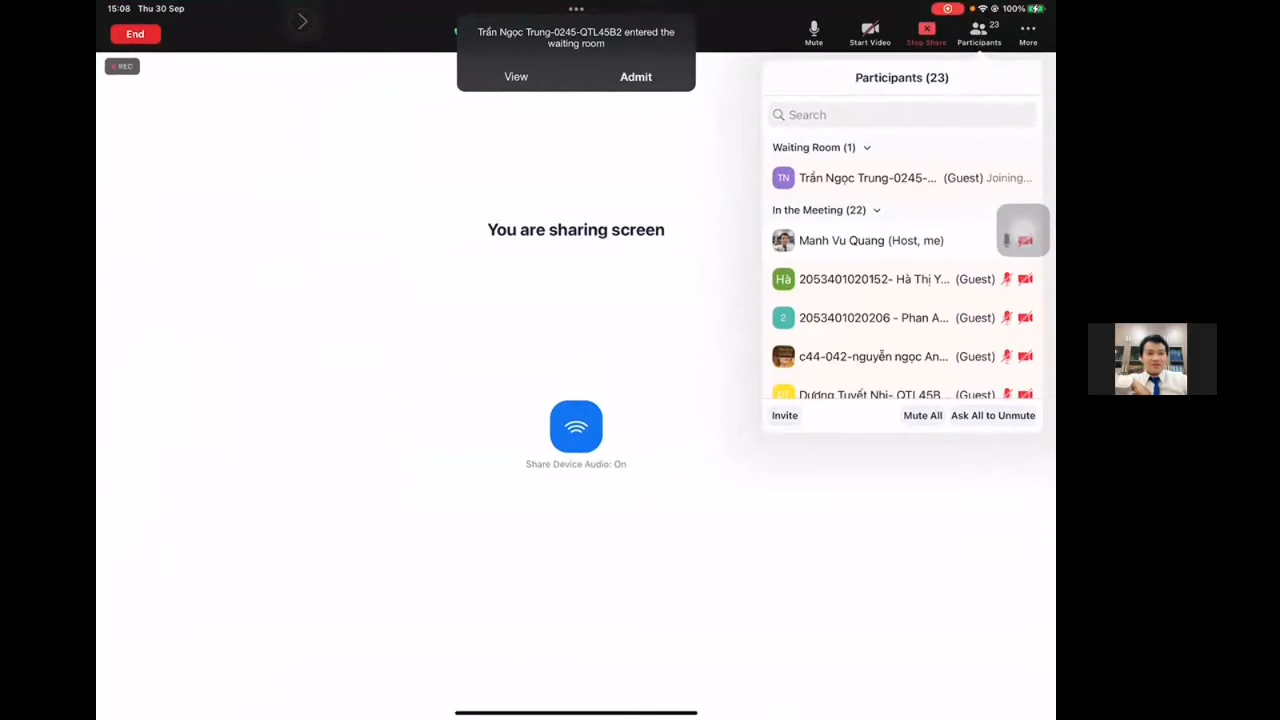 15:08 Thu 30 Sep
100%
End
Trần Ngọc Trung-0245-QTL45B2 entered the
waiting room
View
Admit
Mute
Start Video
Stop Share
Participants
23
More
REC
Participants (23)
Search
Waiting Room (1)
TN
Trần Ngọc Trung-0245-... (Guest) Joining...
In the Meeting (22)
Manh Vu Quang (Host, me)
Hà
2053401020152- Hà Thị Y... (Guest)
2
2053401020206 - Phan A... (Guest)
c44-042-nguyễn ngọc An... (Guest)
Dương Tuyết Nhi- QTL45B... (Guest)
Invite
Mute All
Ask All to Unmute
You are sharing screen
Share Device Audio: On